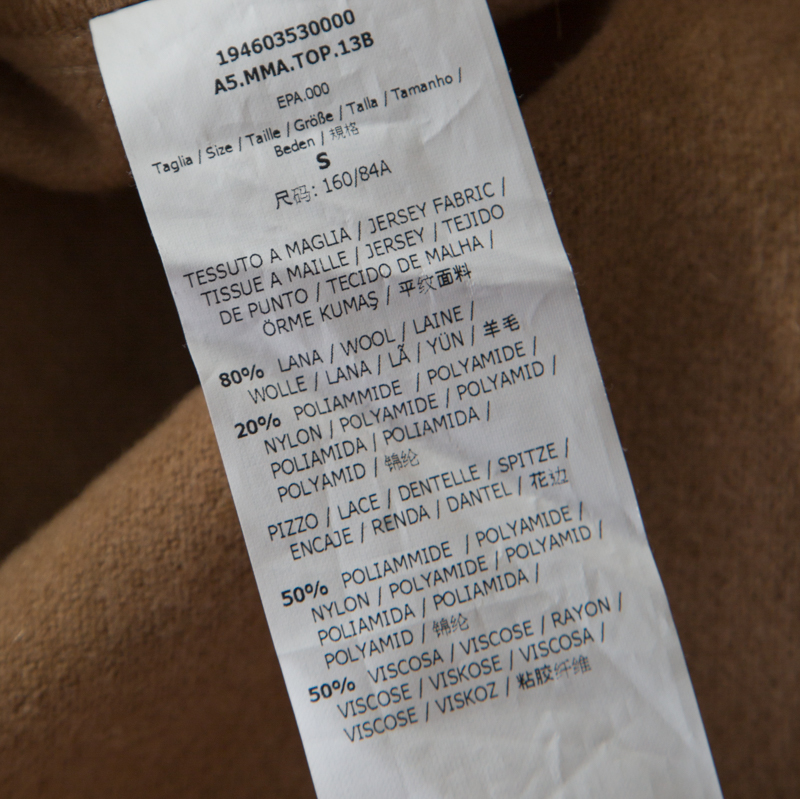 194603530000
A5.MMA.TOP.13B
EPA.000
Taglia / Size / Taille / Größe / Talla / Tamanho /
Beden / 規格
S
尺码: 160/84A
TESSUTO A MAGLIA / JERSEY FABRIC /
TISSUE A MAILLE / JERSEY / TEJIDO
DE PUNTO / TECIDO DE MALHA /
ÖRME KUMAŞ / 平纹面料
80% LANA / WOOL / LAINE /
WOLLE / LANA / LÃ / YÜN / 羊毛
20% POLIAMMIDE / POLYAMIDE /
NYLON / POLYAMIDE / POLYAMID /
POLIAMIDA / POLIAMIDA /
POLYAMID / 锦纶
PIZZO / LACE / DENTELLE / SPITZE /
ENCAJE / RENDA / DANTEL / 花边
50% POLIAMMIDE / POLYAMIDE /
NYLON / POLYAMIDE / POLYAMID /
POLIAMIDA / POLIAMIDA /
POLYAMID / 锦纶
50% VISCOSA / VISCOSE / RAYON /
VISCOSE / VISKOSE / VISCOSA /
VISCOSE / VISKOZ / 粘胶纤维